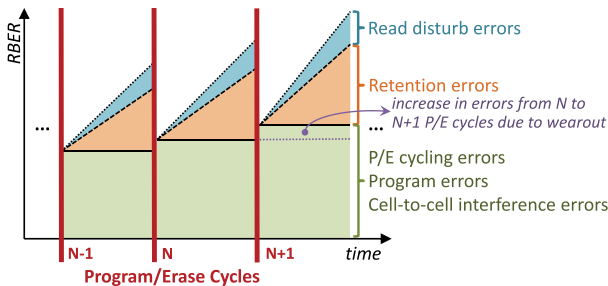 RBER
Read disturb errors
Retention errors
increase in errors from N to
N+1 P/E cycles due to wearout
...
...
P/E cycling errors
Program errors
Cell-to-cell interference errors
N-1
N
N+1
time
Program/Erase Cycles